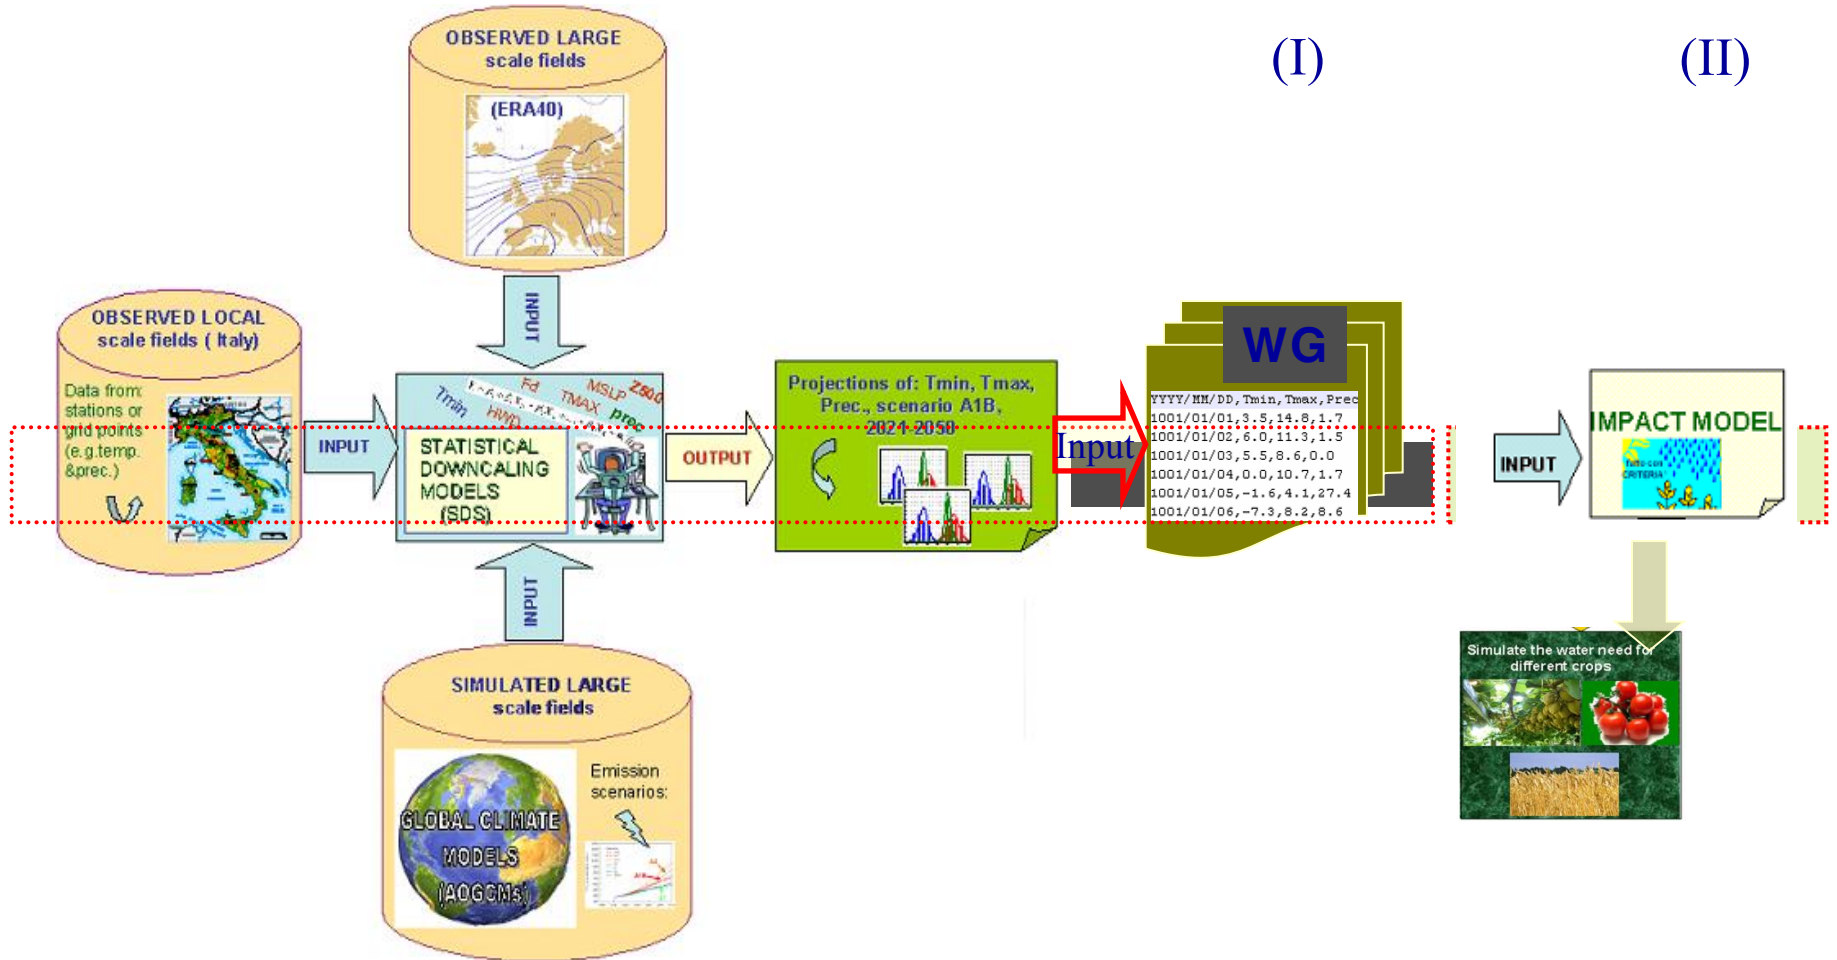 OBSERVED LARGE
scale fields
(ERA40)
(I)
(II)
INPUT
OBSERVED LOCAL
scale fields ( Italy)
Data from:
stations or
grid points
(e.g.temp.
&prec.)
INPUT
Tmin
Fd
HWD
TMAX
MSLP
Z500
prec
STATISTICAL
DOWNCALING
MODELS
(SDS)
OUTPUT
Projections of: Tmin, Tmax,
Prec., scenario A1B,
2021-2050
Input
WG
YYYY/MM/DD,Tmin,Tmax,Prec
1001/01/01,3.5,14.8,1.7
1001/01/02,6.0,11.3,1.5
1001/01/03,5.5,8.6,0.0
1001/01/04,0.0,10.7,1.7
1001/01/05,-1.6,4.1,27.4
1001/01/06,-7.3,8.2,8.6
INPUT
IMPACT MODEL
CRITERIA
INPUT
SIMULATED LARGE
scale fields
GLOBAL CLIMATE
MODELS
(AOGCMs)
Emission
scenarios:
Simulate the water need for
different crops